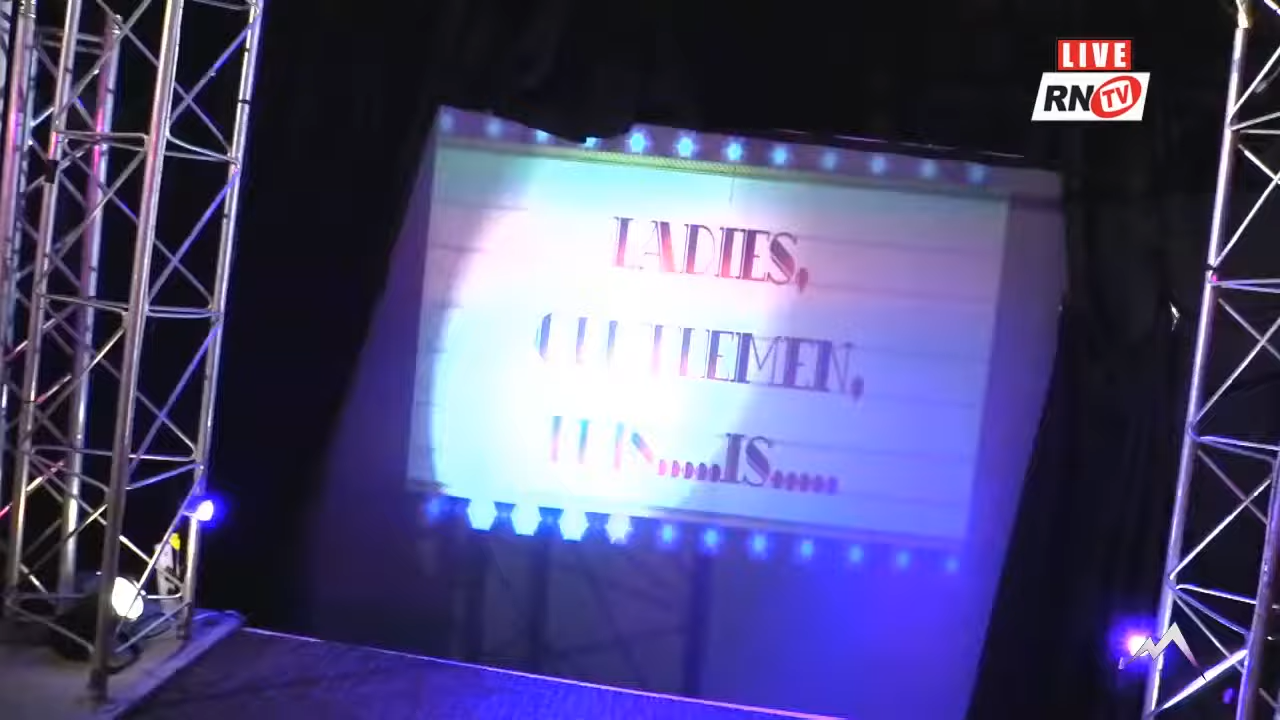 LIVE
RNTV
LADIES,
GENTLEMEN,
THIS.....IS.....